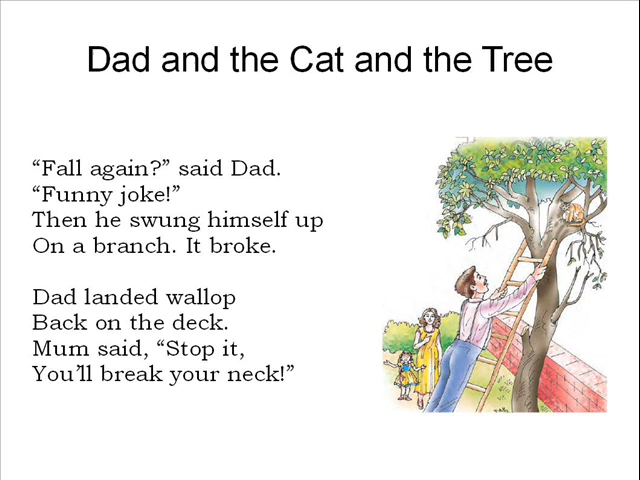 Dad and the Cat and the Tree
“Fall again?” said Dad.
“Funny joke!”
Then he swung himself up
On a branch. It broke.
Dad landed wallop
Back on the deck.
Mum said, “Stop it,
You’ll break your neck!”